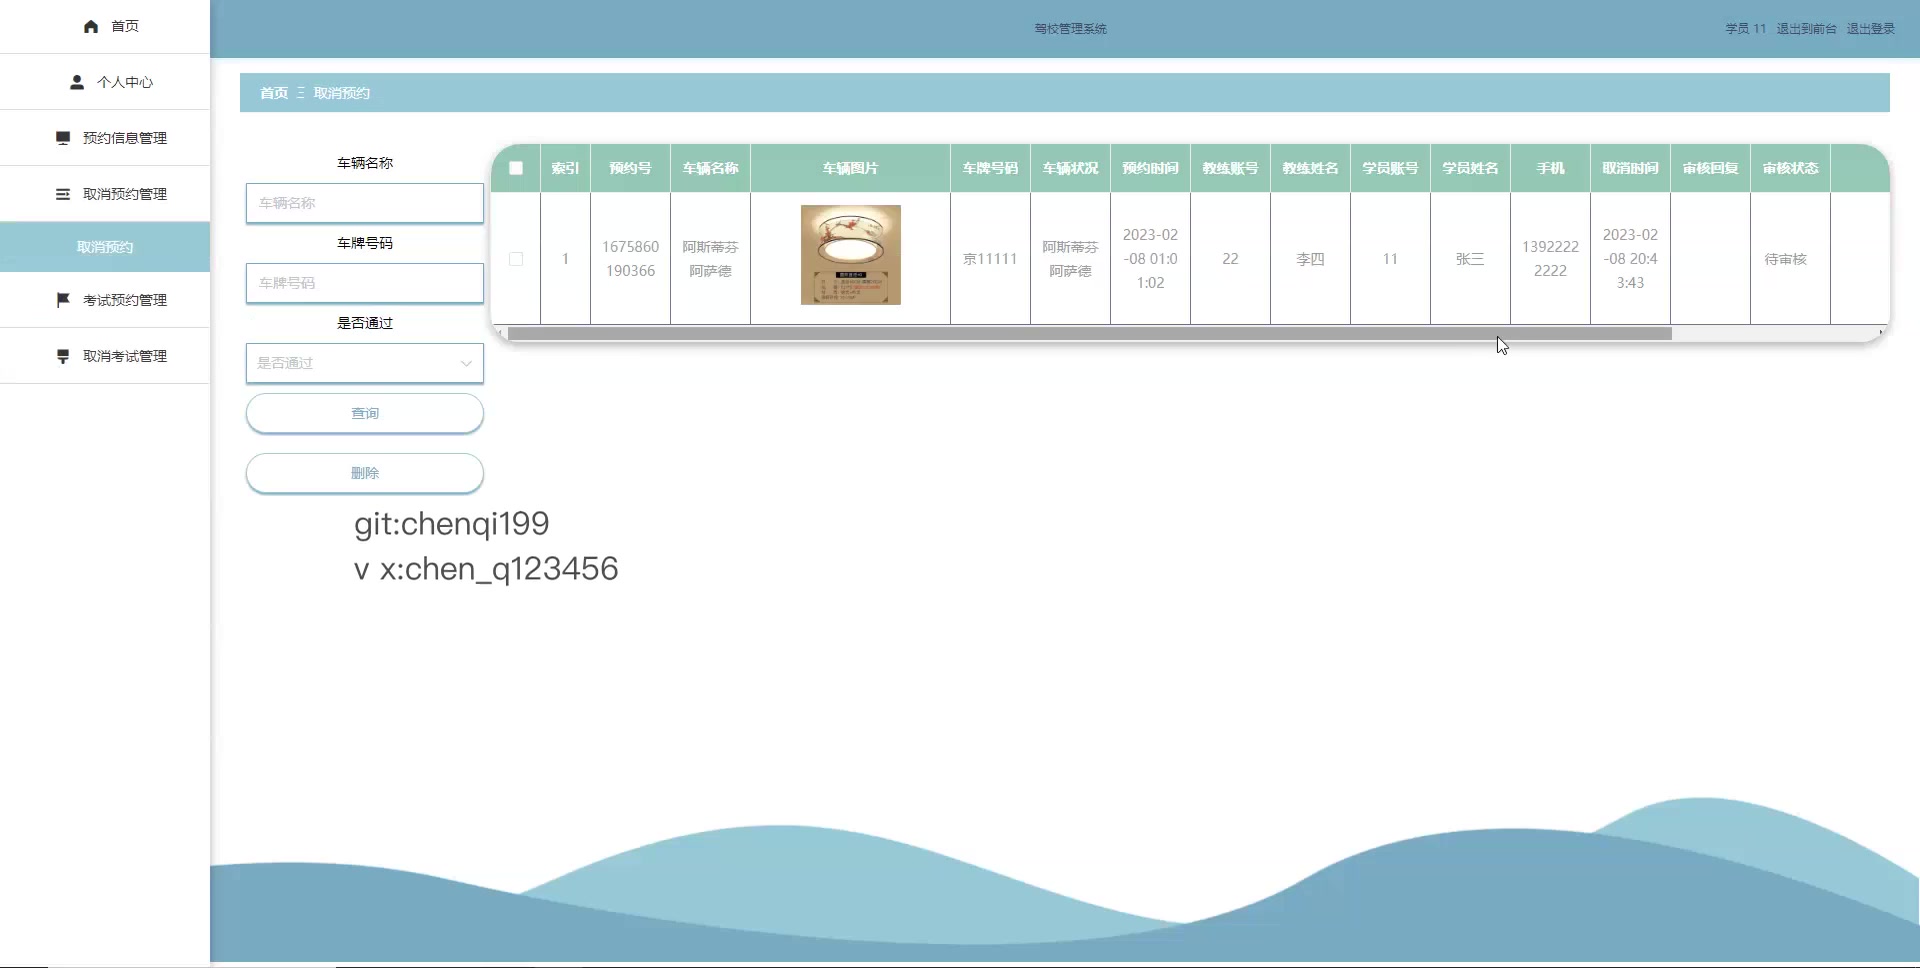 首页
个人中心
预约信息管理
取消预约管理
取消预约
考试预约管理
取消考试管理
驾校管理系统
学员 11 退出到前台 退出登录
首页 Ξ 取消预约
车辆名称
车辆名称
车牌号码
车牌号码
是否通过
是否通过
查询
删除
索引 预约号 车辆名称 车辆图片 车牌号码 车辆状况 预约时间 教练账号 教练姓名 学员账号 学员姓名 手机 取消时间 审核回复 审核状态
1 1675860190366 阿斯蒂芬阿萨德 京11111 阿斯蒂芬阿萨德 2023-02-08 01:01:02 22 李四 11 张三 13922222222 2023-02-08 20:43:43 待审核
git:chenqi199
v x:chen_q123456